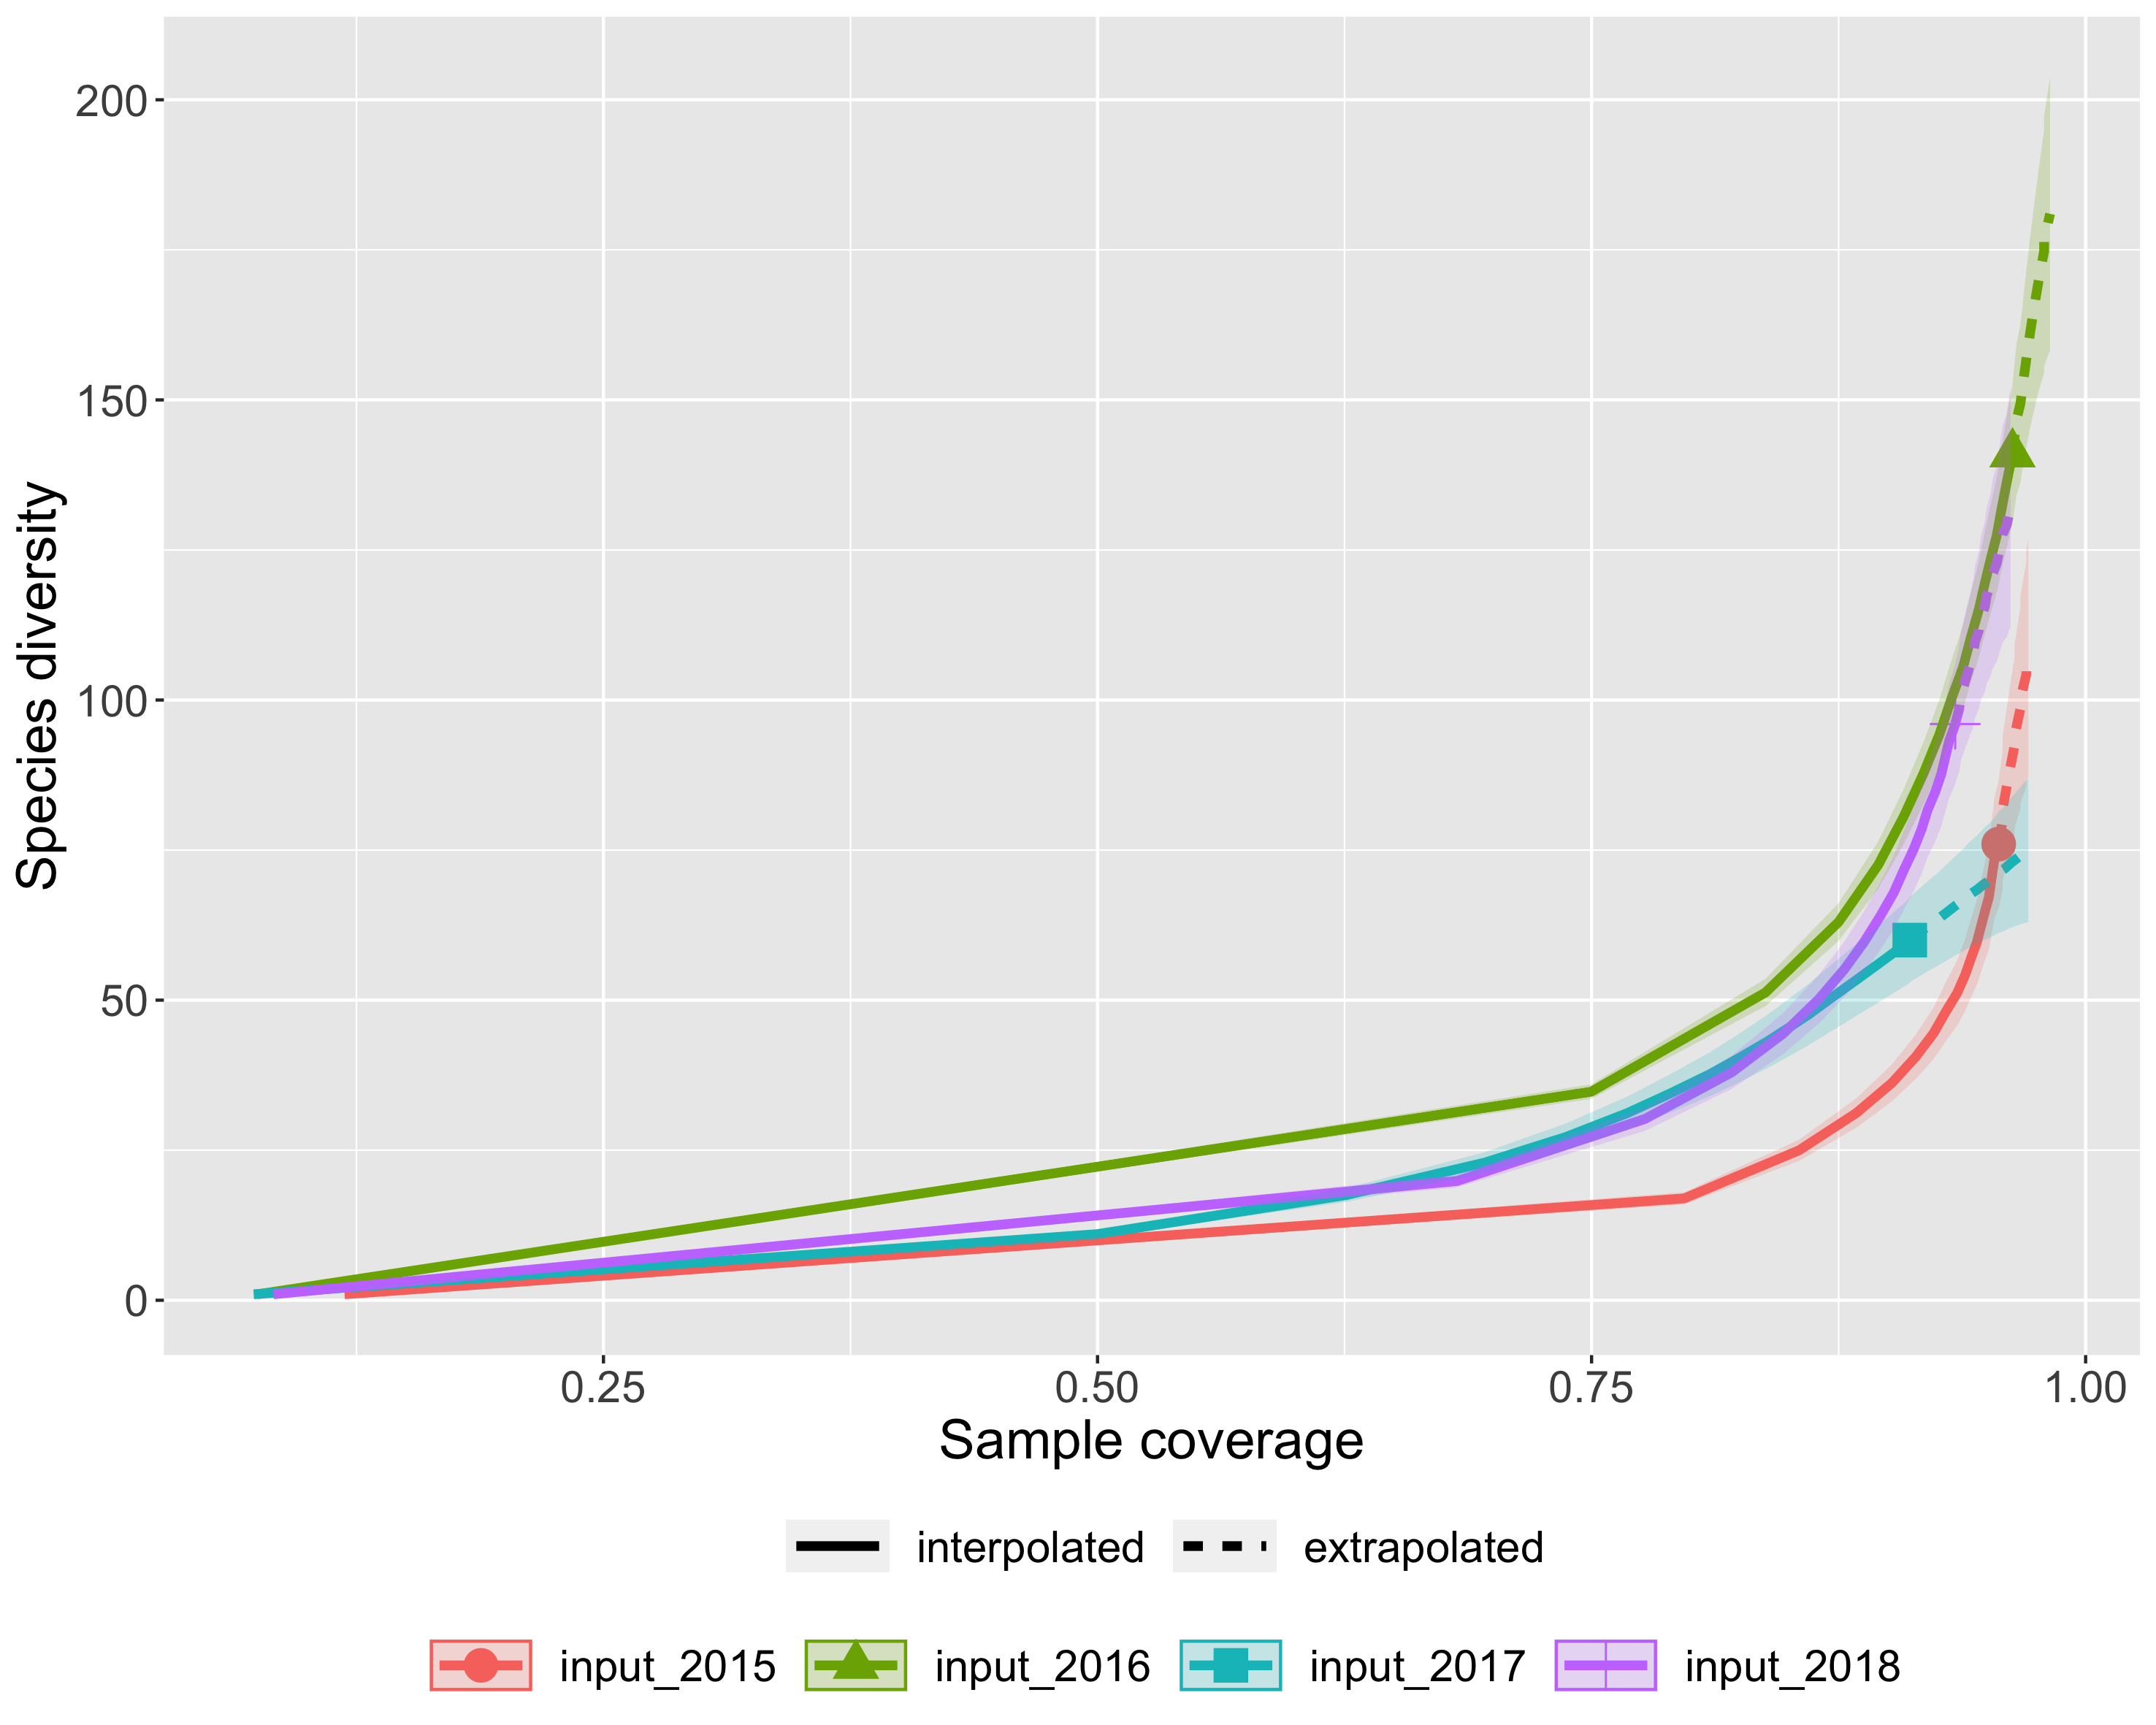 200
150
100
50
0
Species diversity
0.25 0.50 0.75 1.00
Sample coverage
interpolated extrapolated
input_2015 input_2016 input_2017 input_2018